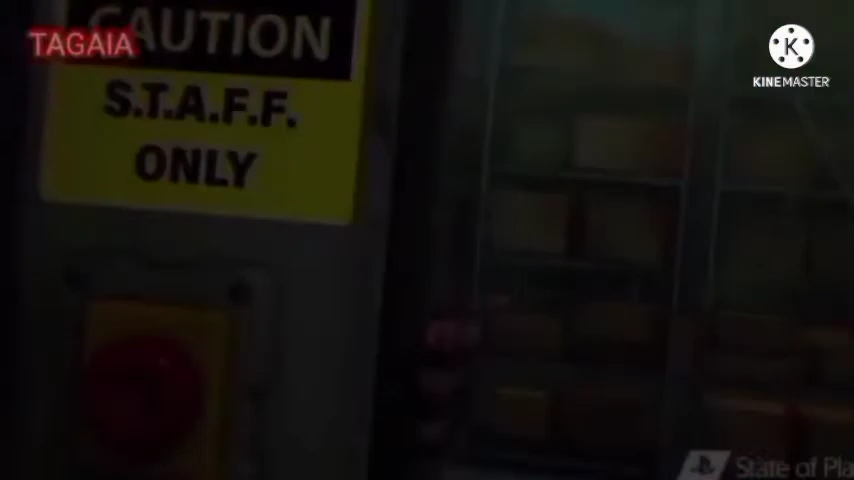 CAUTION
TAGAIA
S.T.A.F.F.
ONLY
KINEMASTER
State of Pla